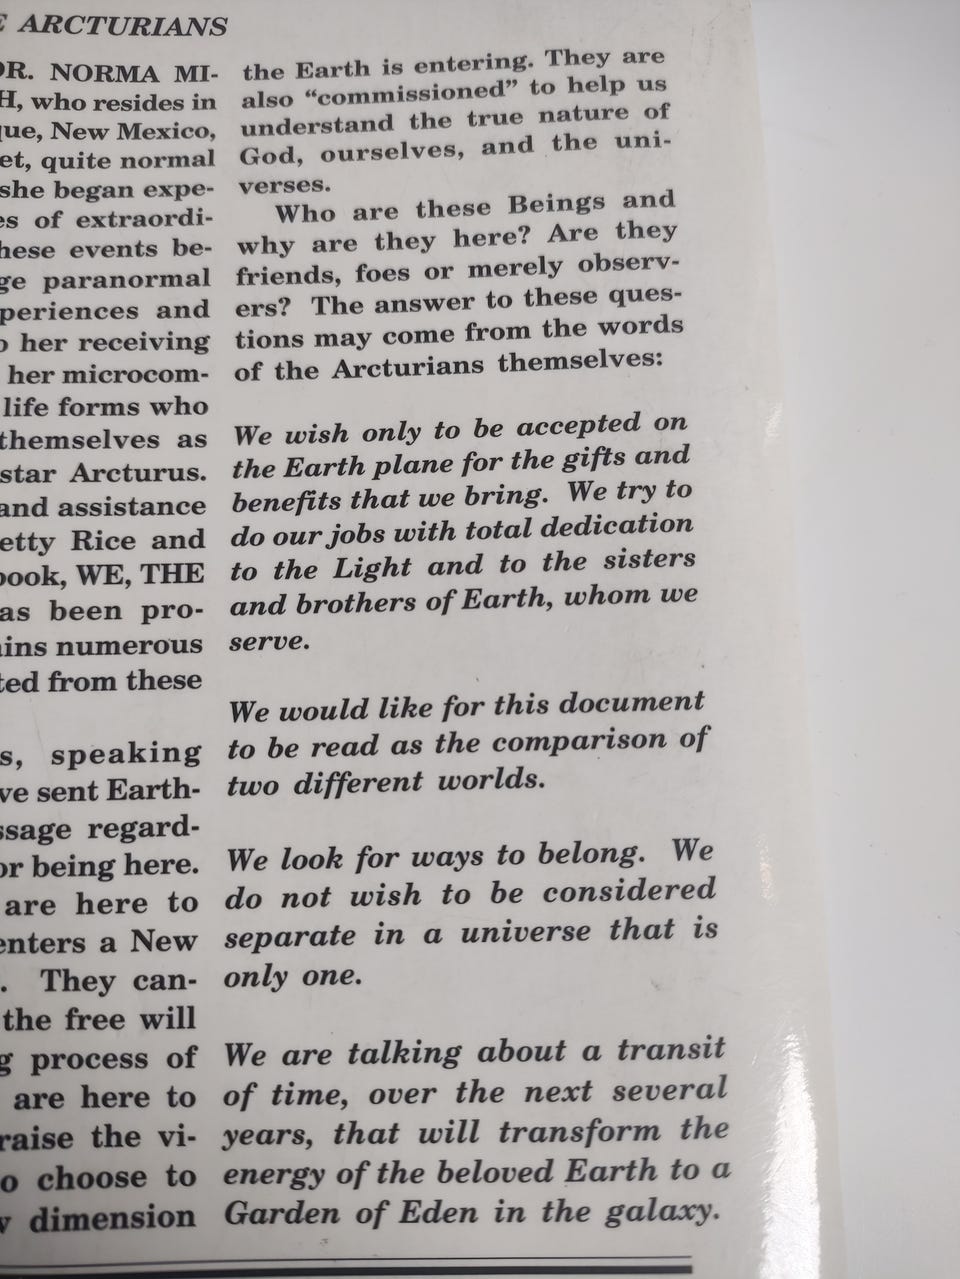 ARCTURIANS
DR. NORMA MI-
H, who resides in
que, New Mexico,
et, quite normal
she began expe-
es of extraordi-
hese events be-
ge paranormal
periences and
o her receiving
her microcom-
life forms who
themselves as
star Arcturus.
and assistance
etty Rice and
book, WE, THE
as been pro-
ins numerous
ted from these
s, speaking
ve sent Earth-
ssage regard-
or being here.
are here to
enters a New
. They can-
the free will
g process of
are here to
raise the vi-
o choose to
w dimension
the Earth is entering. They are
also “commissioned” to help us
understand the true nature of
God, ourselves, and the uni-
verses.
Who are these Beings and
why are they here? Are they
friends, foes or merely observ-
ers? The answer to these ques-
tions may come from the words
of the Arcturians themselves:
We wish only to be accepted on
the Earth plane for the gifts and
benefits that we bring. We try to
do our jobs with total dedication
to the Light and to the sisters
and brothers of Earth, whom we
serve.
We would like for this document
to be read as the comparison of
two different worlds.
We look for ways to belong. We
do not wish to be considered
separate in a universe that is
only one.
We are talking about a transit
of time, over the next several
years, that will transform the
energy of the beloved Earth to a
Garden of Eden in the galaxy.